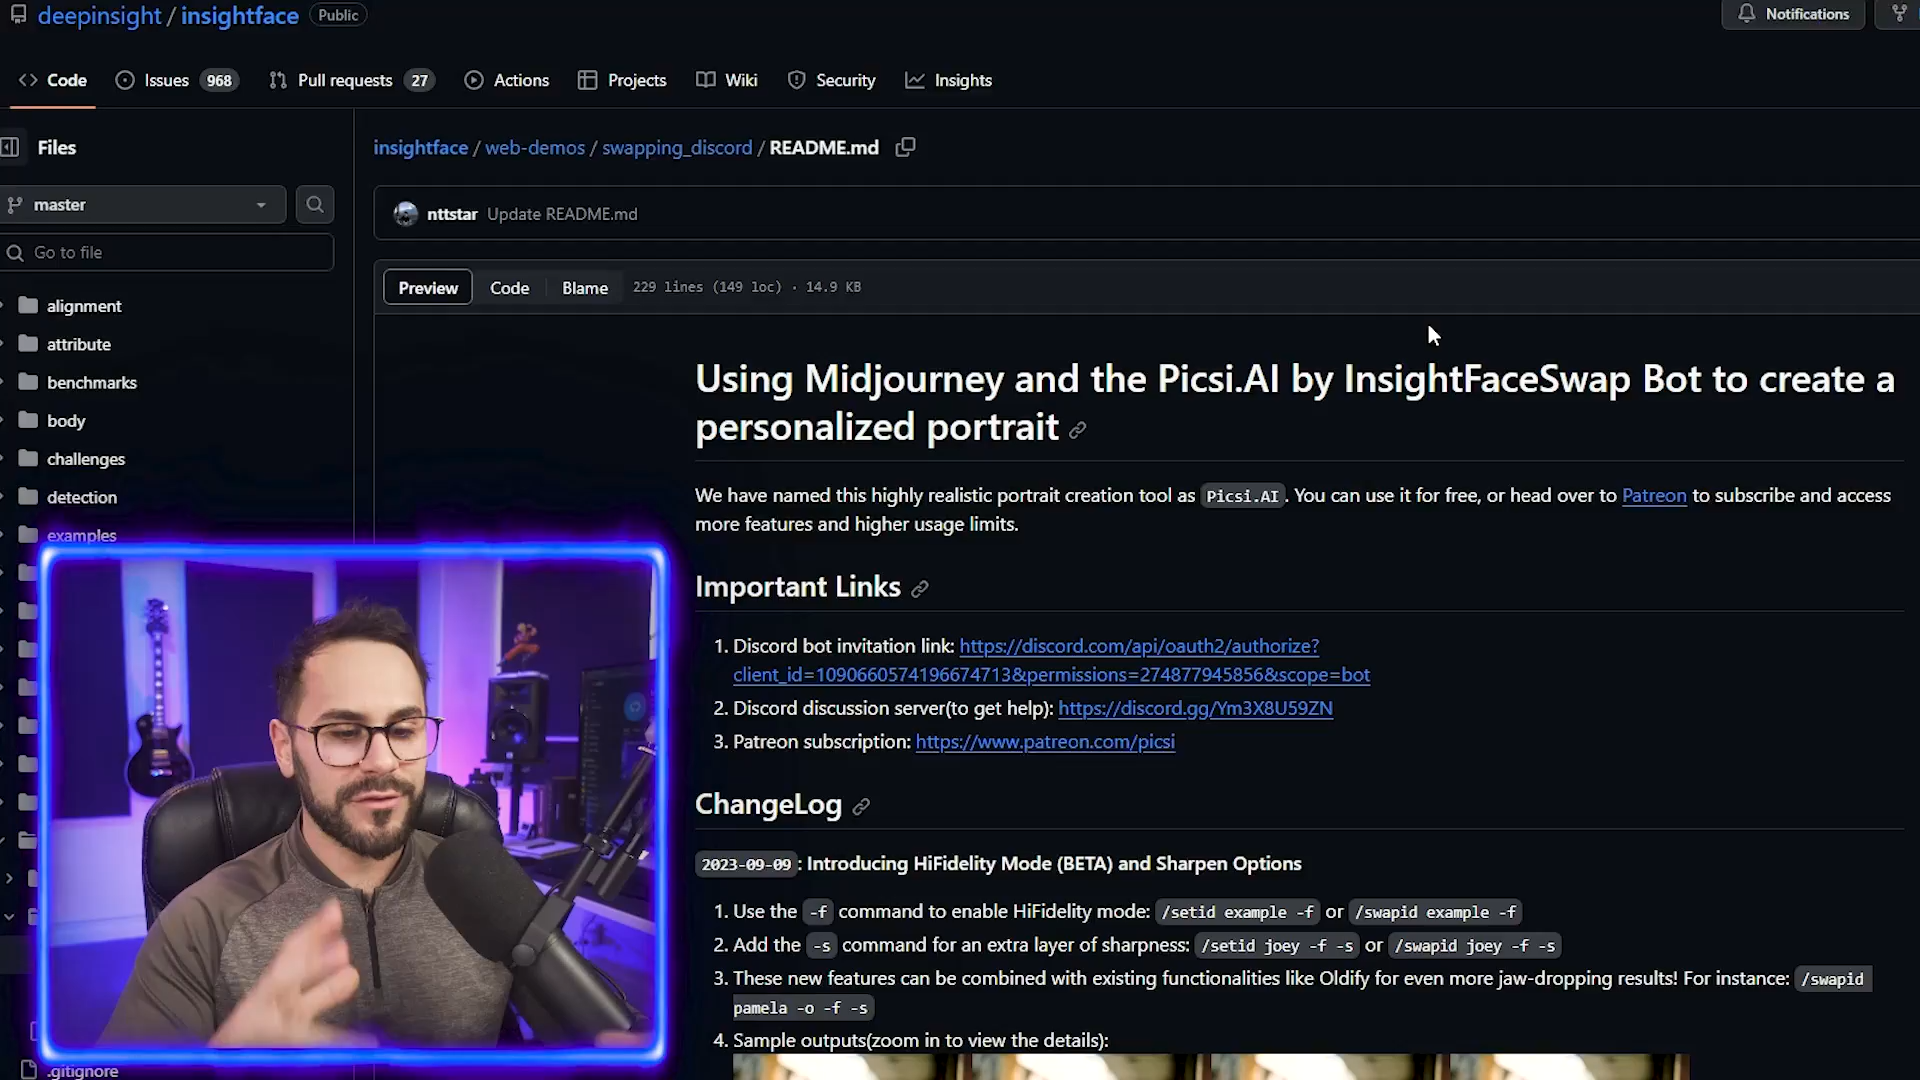 deepinsight / insightface Public
Notifications
Code Issues 968 Pull requests 27 Actions Projects Wiki Security Insights
Files
insightface / web-demos / swapping_discord / README.md
master
nttstar Update README.md
Go to file
Preview Code Blame 229 lines (149 loc) · 14.9 KB
alignment
attribute
benchmarks
body
challenges
detection
examples
.gitignore
Using Midjourney and the Picsi.AI by InsightFaceSwap Bot to create a
personalized portrait
We have named this highly realistic portrait creation tool as Picsi.AI. You can use it for free, or head over to Patreon to subscribe and access
more features and higher usage limits.
Important Links
1. Discord bot invitation link: https://discord.com/api/oauth2/authorize?
client_id=1090660574196674713&permissions=274877945856&scope=bot
2. Discord discussion server(to get help): https://discord.gg/Ym3X8U59ZN
3. Patreon subscription: https://www.patreon.com/picsi
ChangeLog
2023-09-09: Introducing HiFidelity Mode (BETA) and Sharpen Options
1. Use the -f command to enable HiFidelity mode: /setid example -f or /swapid example -f
2. Add the -s command for an extra layer of sharpness: /setid joey -f -s or /swapid joey -f -s
3. These new features can be combined with existing functionalities like Oldify for even more jaw-dropping results! For instance: /swapid
pamela -o -f -s
4. Sample outputs(zoom in to view the details):